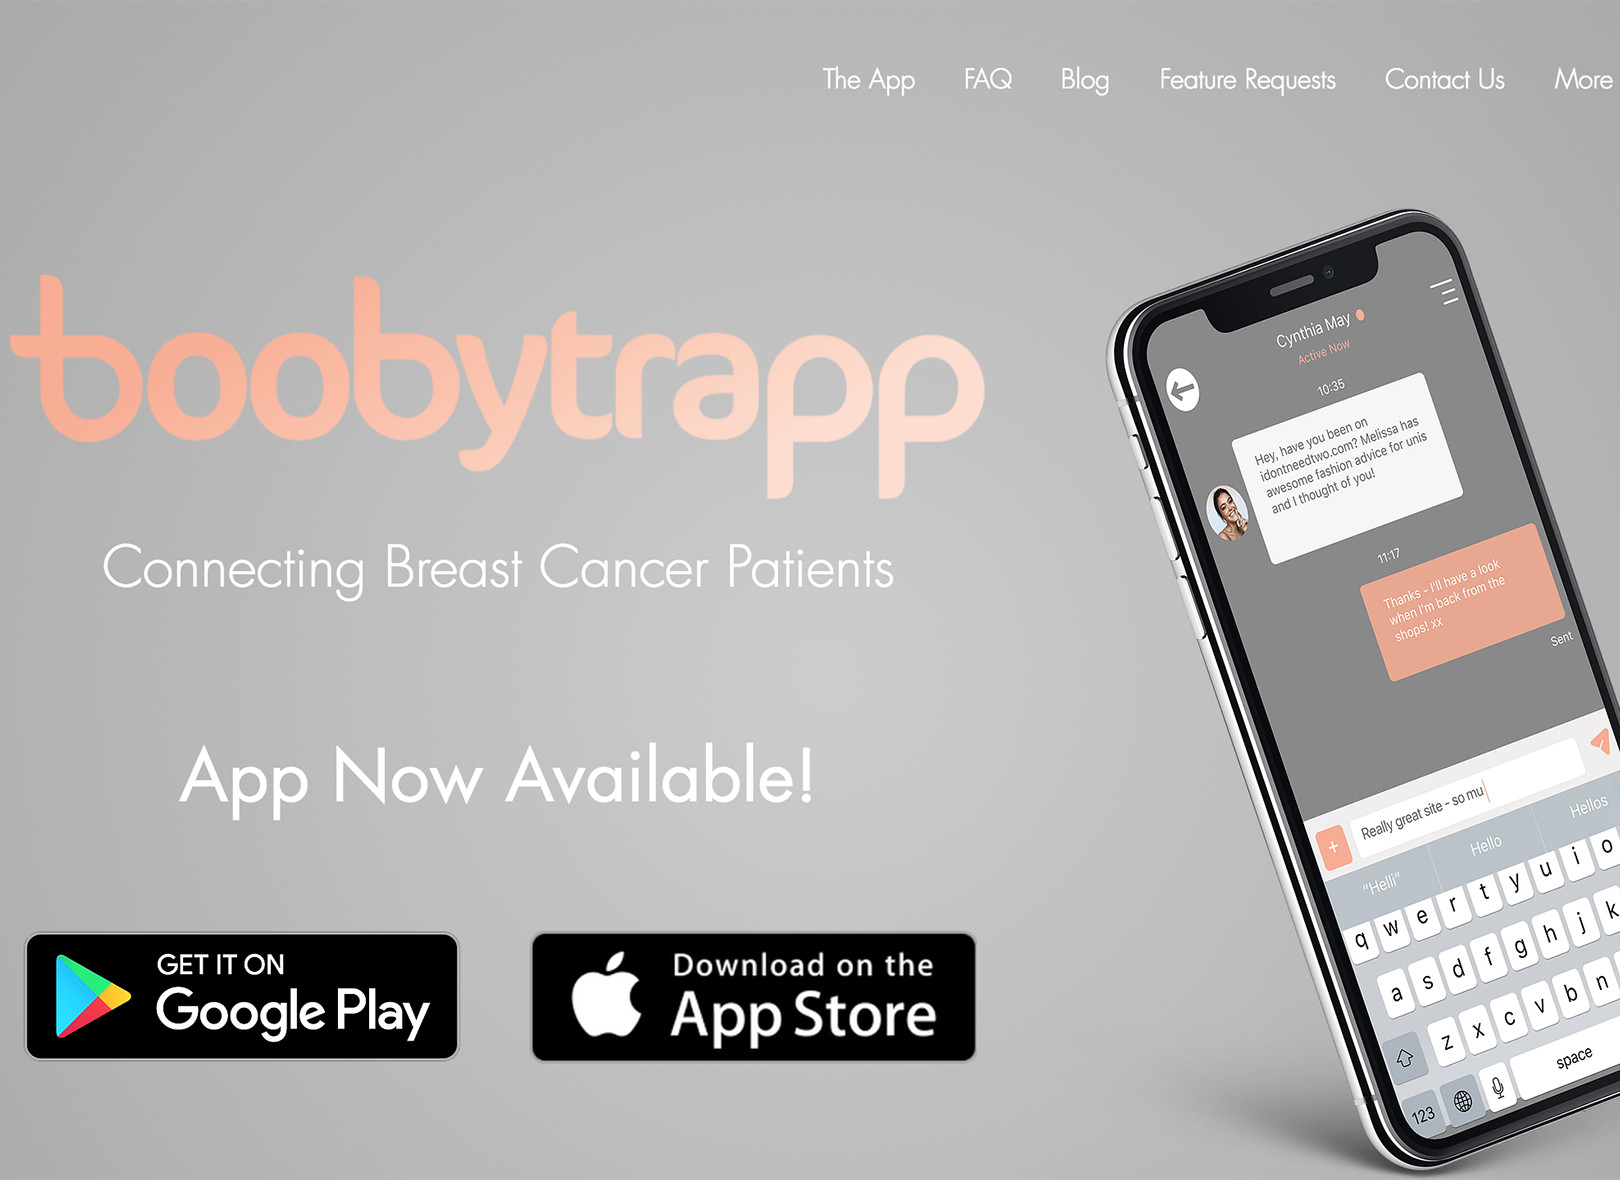 The App FAQ Blog Feature Requests Contact Us More
boobytrapp
Connecting Breast Cancer Patients
App Now Available!
GET IT ON
Google Play
Download on the
App Store
Cynthia May
Active Now
10:35
Hey, have you been on
idontneedtwo.com? Melissa has
awesome fashion advice for unis
and I thought of you!
11:17
Thanks - I'll have a look
when I'm back from the
shops! xx
Sent
+
Really great site - so mu
"Helli" Hello Hellos
q w e r t y u i o
a s d f g h j k
z x c v b n
123 space